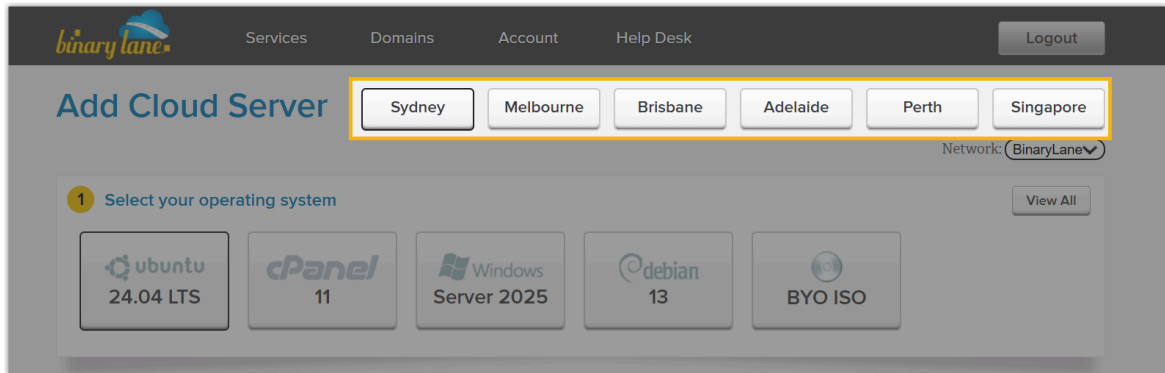 binary lane.
Services Domains Account Help Desk Logout
Add Cloud Server Sydney Melbourne Brisbane Adelaide Perth Singapore
Network: BinaryLane
1 Select your operating system View All
ubuntu cPanel Windows debian
24.04 LTS 11 Server 2025 13 BYO ISO